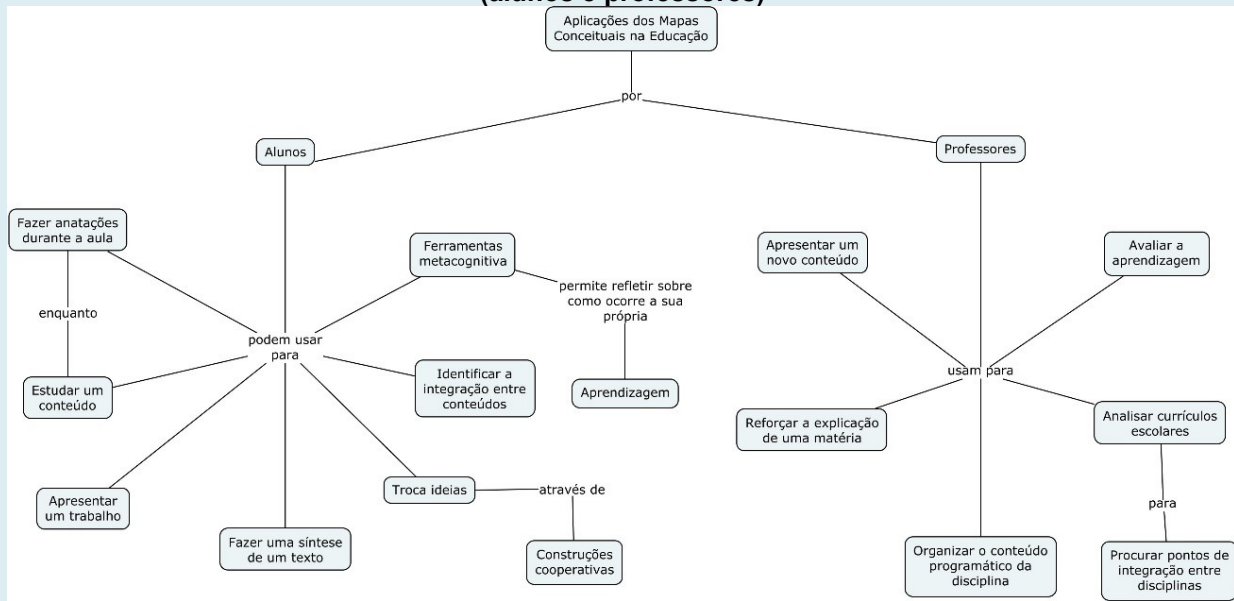 (alunos e professores)
Aplicações dos Mapas
Conceituais na Educação
por
Alunos
Professores
Fazer anatações
durante a aula
enquanto
Estudar um
conteúdo
Apresentar
um trabalho
podem usar
para
Fazer uma síntese
de um texto
Ferramentas
metacognitiva
permite refletir sobre
como ocorre a sua
própria
Aprendizagem
Identificar a
integração entre
conteúdos
Troca ideias
através de
Construções
cooperativas
Apresentar um
novo conteúdo
Avaliar a
aprendizagem
usam para
Reforçar a explicação
de uma matéria
Analisar currículos
escolares
para
Organizar o conteúdo
programático da
disciplina
Procurar pontos de
integração entre
disciplinas